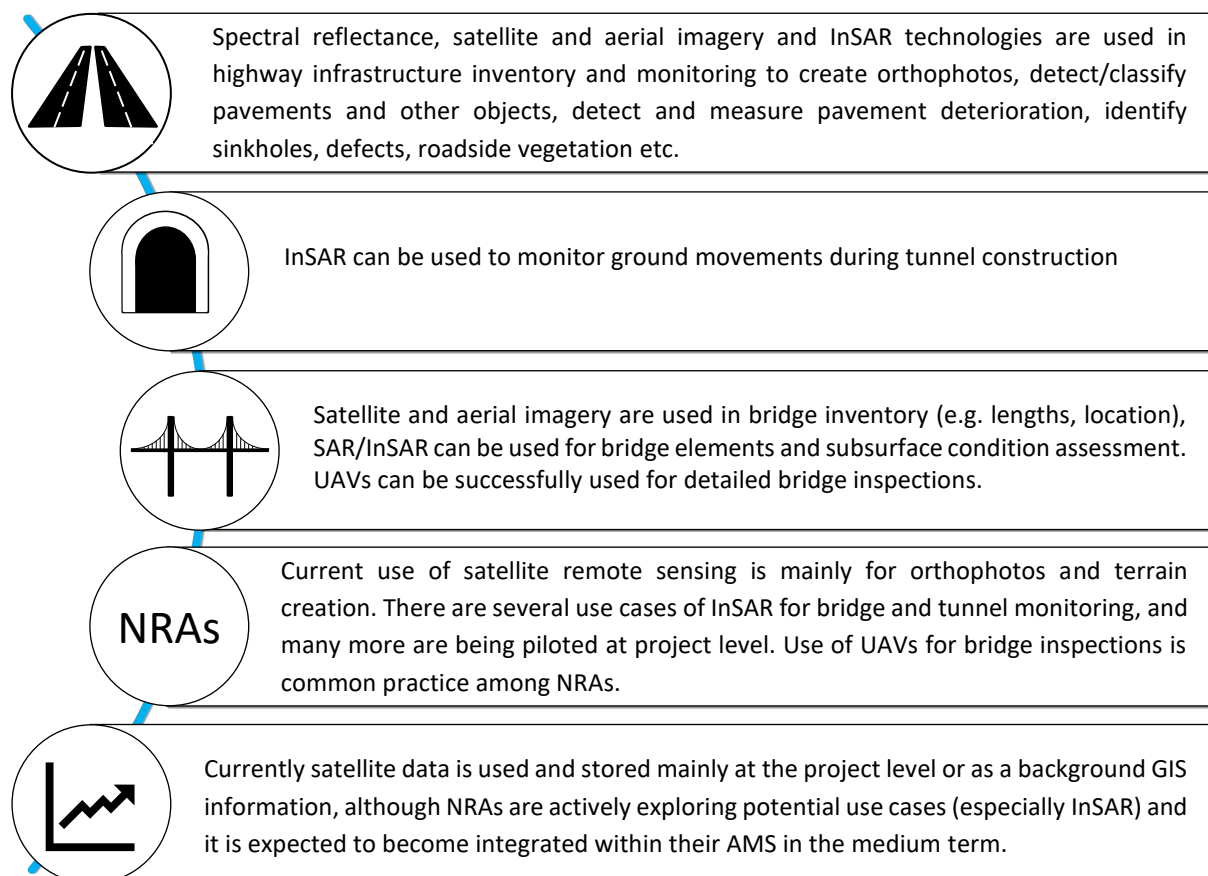 Spectral reflectance, satellite and aerial imagery and InSAR technologies are used in
highway infrastructure inventory and monitoring to create orthophotos, detect/classify
pavements and other objects, detect and measure pavement deterioration, identify
sinkholes, defects, roadside vegetation etc.
InSAR can be used to monitor ground movements during tunnel construction
Satellite and aerial imagery are used in bridge inventory (e.g. lengths, location),
SAR/InSAR can be used for bridge elements and subsurface condition assessment.
UAVs can be successfully used for detailed bridge inspections.
NRAs
Current use of satellite remote sensing is mainly for orthophotos and terrain
creation. There are several use cases of InSAR for bridge and tunnel monitoring, and
many more are being piloted at project level. Use of UAVs for bridge inspections is
common practice among NRAs.
Currently satellite data is used and stored mainly at the project level or as a background GIS
information, although NRAs are actively exploring potential use cases (especially InSAR) and
it is expected to become integrated within their AMS in the medium term.